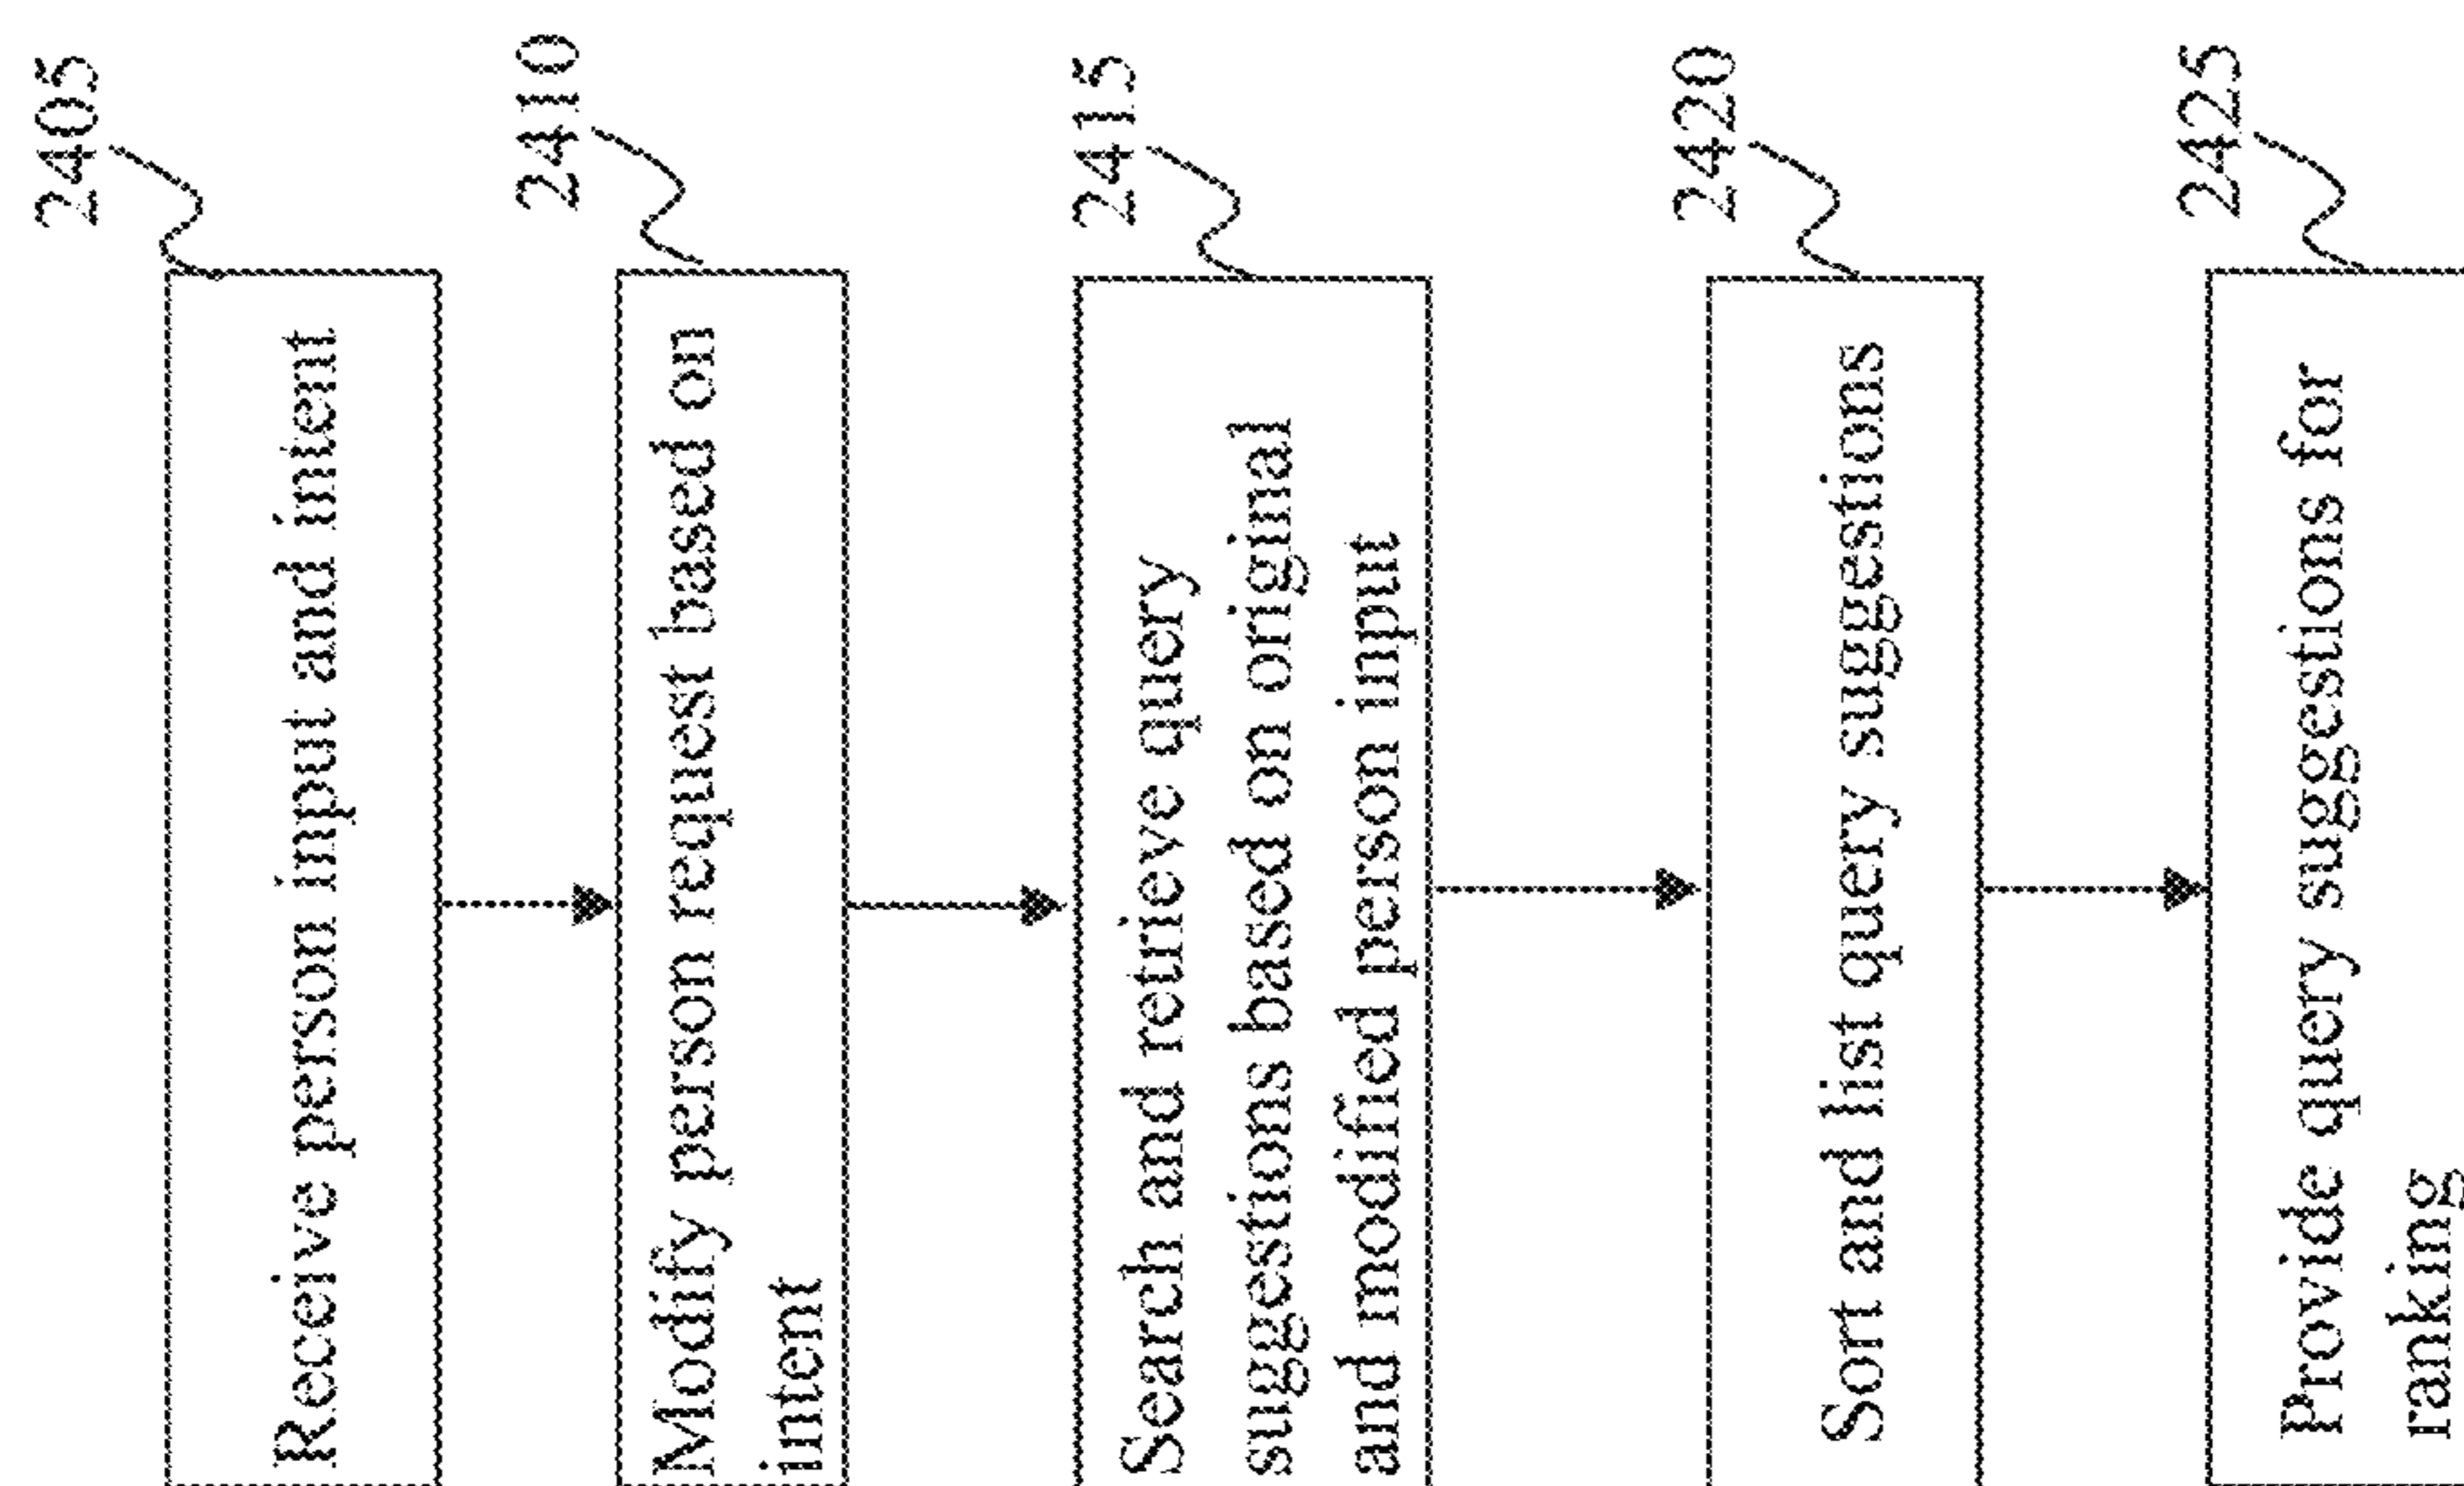 2405
Receive person input and intent
2410
Modify person request based on
intent
2415
Search and retrieve query
suggestions based on original
and modified person input
2420
Sort and list query suggestions
2425
Provide query suggestions for
ranking